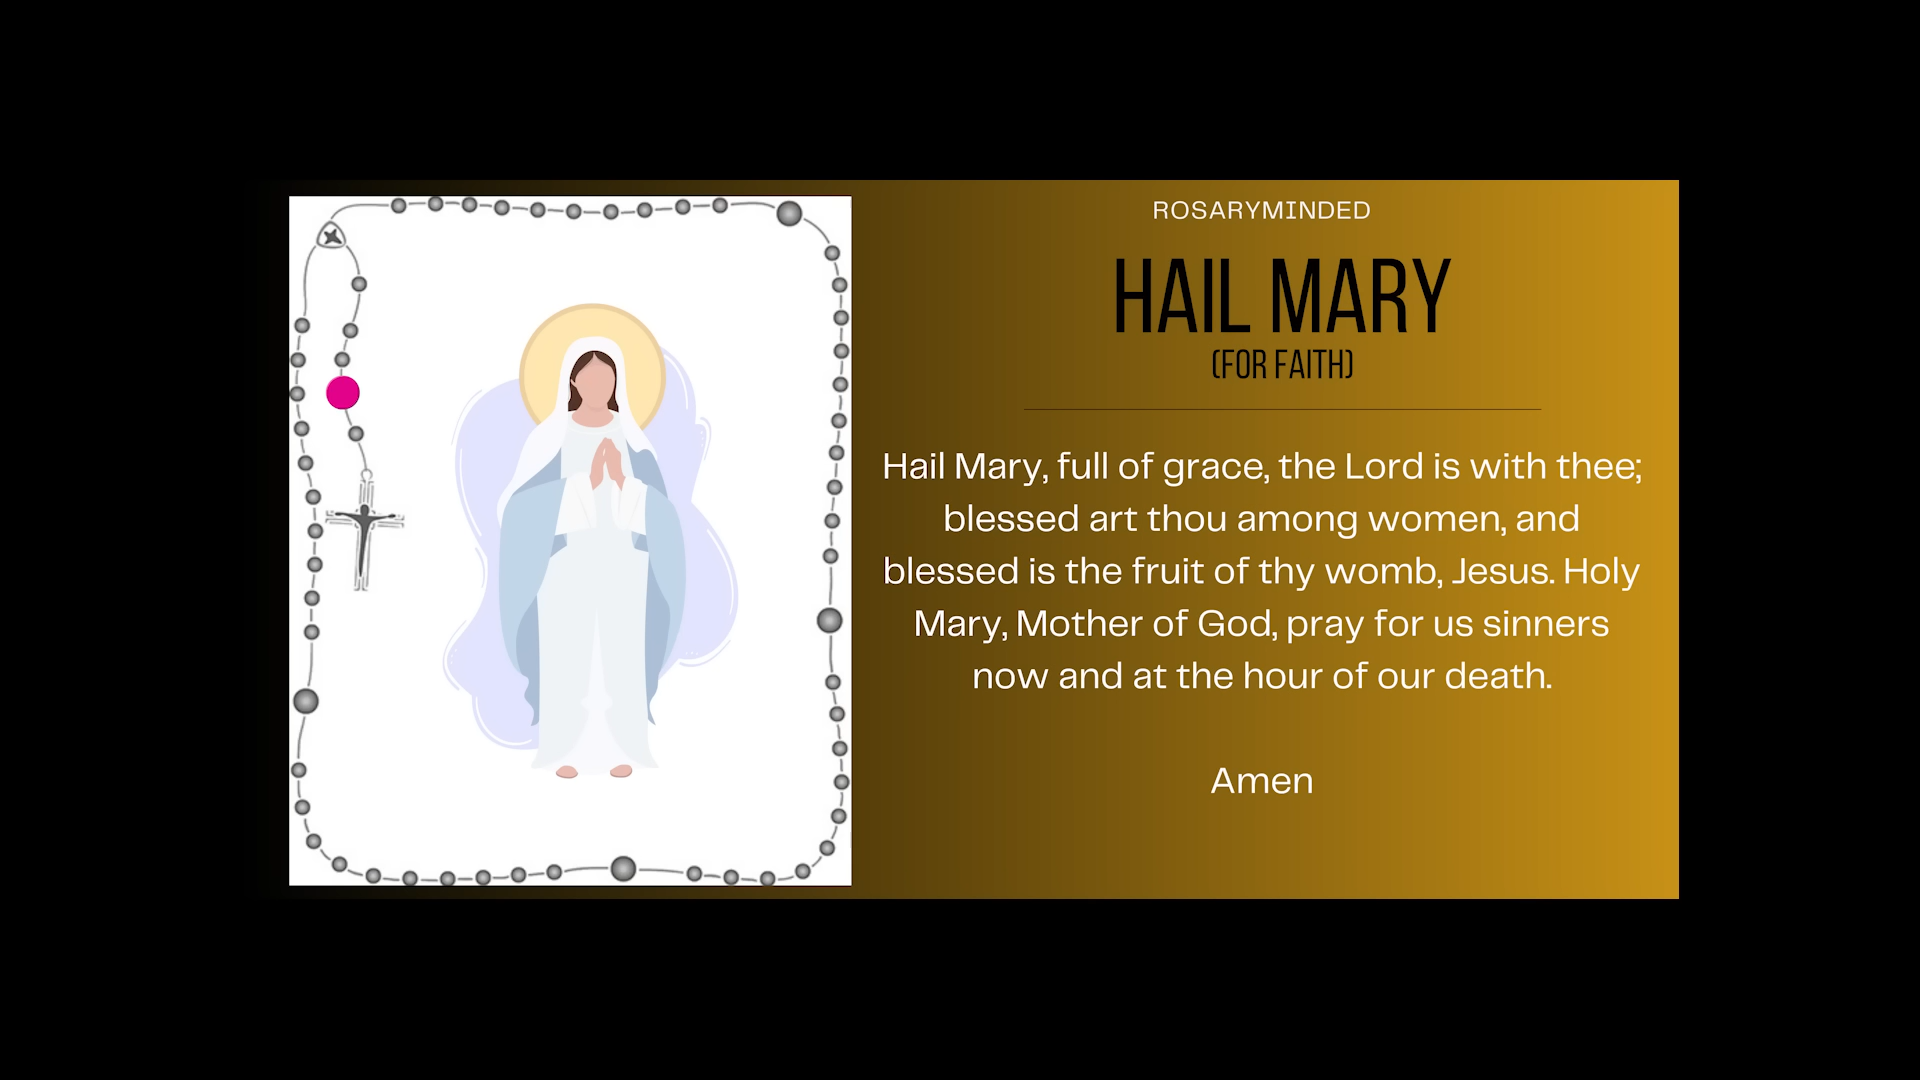 ROSARYMINDED
HAIL MARY
(FOR FAITH)
Hail Mary, full of grace, the Lord is with thee;
blessed art thou among women, and
blessed is the fruit of thy womb, Jesus. Holy
Mary, Mother of God, pray for us sinners
now and at the hour of our death.
Amen